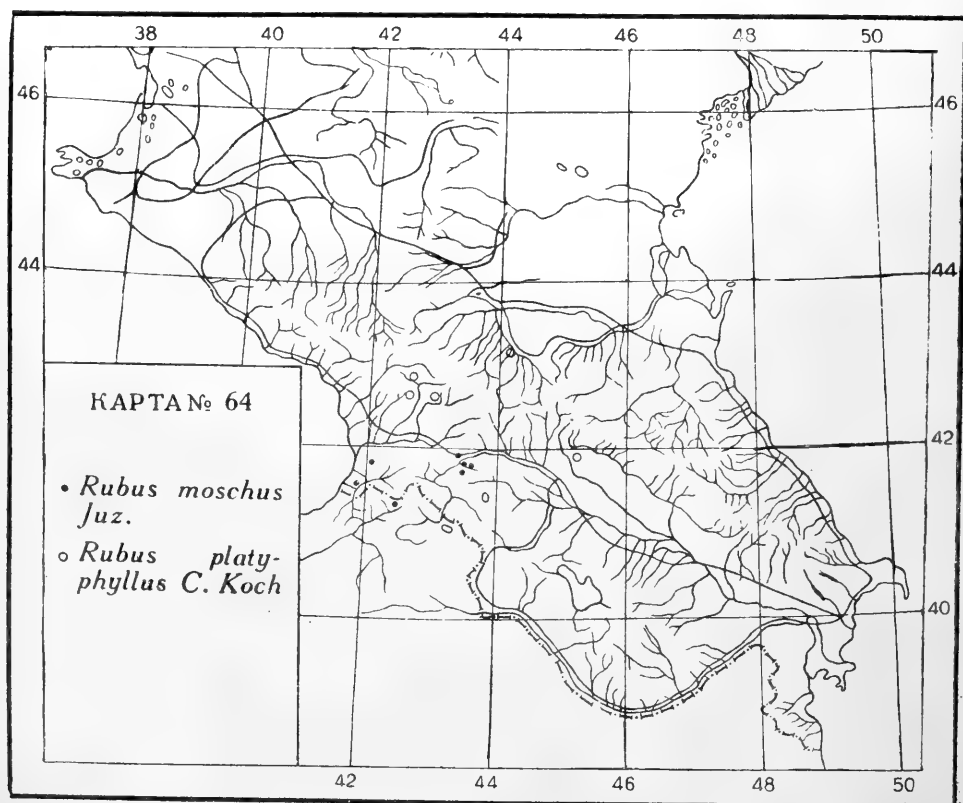 38 40 42 44 46 48 50
46 46
44 44
КАРТА № 64
42
• Rubus moschus
Juz.
○ Rubus platy-
phyllus C. Koch
40
42 44 46 48 50